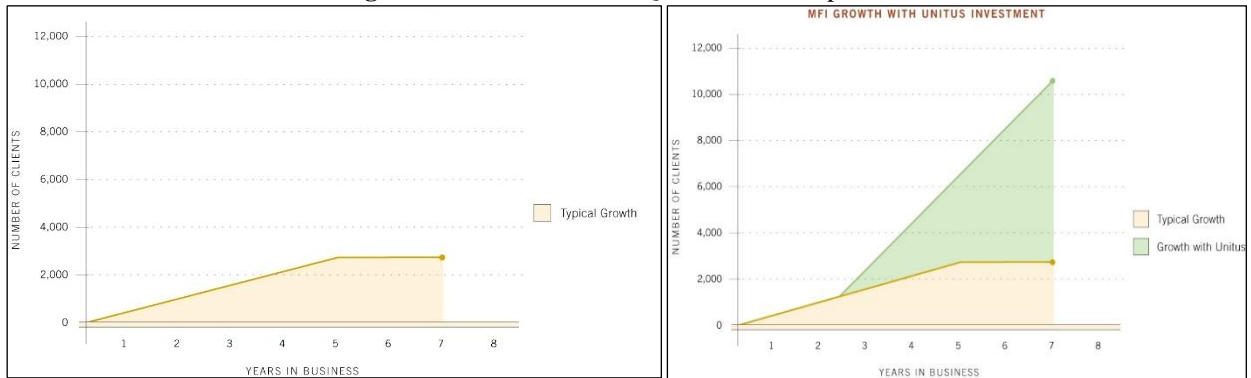 12,000
10,000
8,000
6,000
4,000
2,000
0
NUMBER OF CLIENTS
1 2 3 4 5 6 7 8
YEARS IN BUSINESS
Typical Growth
MFI GROWTH WITH UNITUS INVESTMENT
12,000
10,000
8,000
6,000
4,000
2,000
0
NUMBER OF CLIENTS
1 2 3 4 5 6 7 8
YEARS IN BUSINESS
Typical Growth
Growth with Unitus